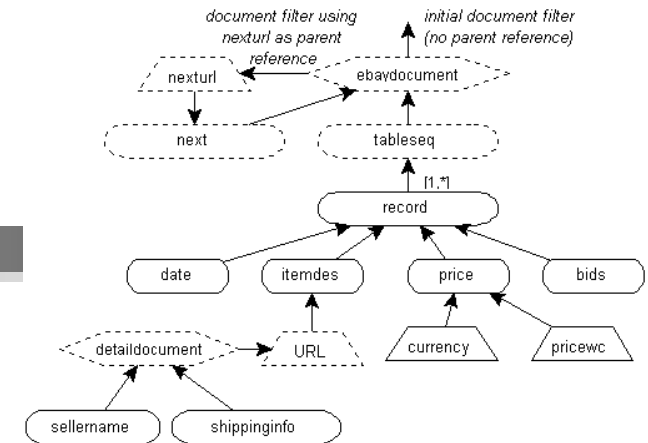 document filter using
nexturl as parent
reference
initial document filter
(no parent reference)
nexturl
ebaydocument
next
tableseq
[1,*]
record
date
itemdes
price
bids
detaildocument
URL
currency
pricewc
sellername
shippinginfo